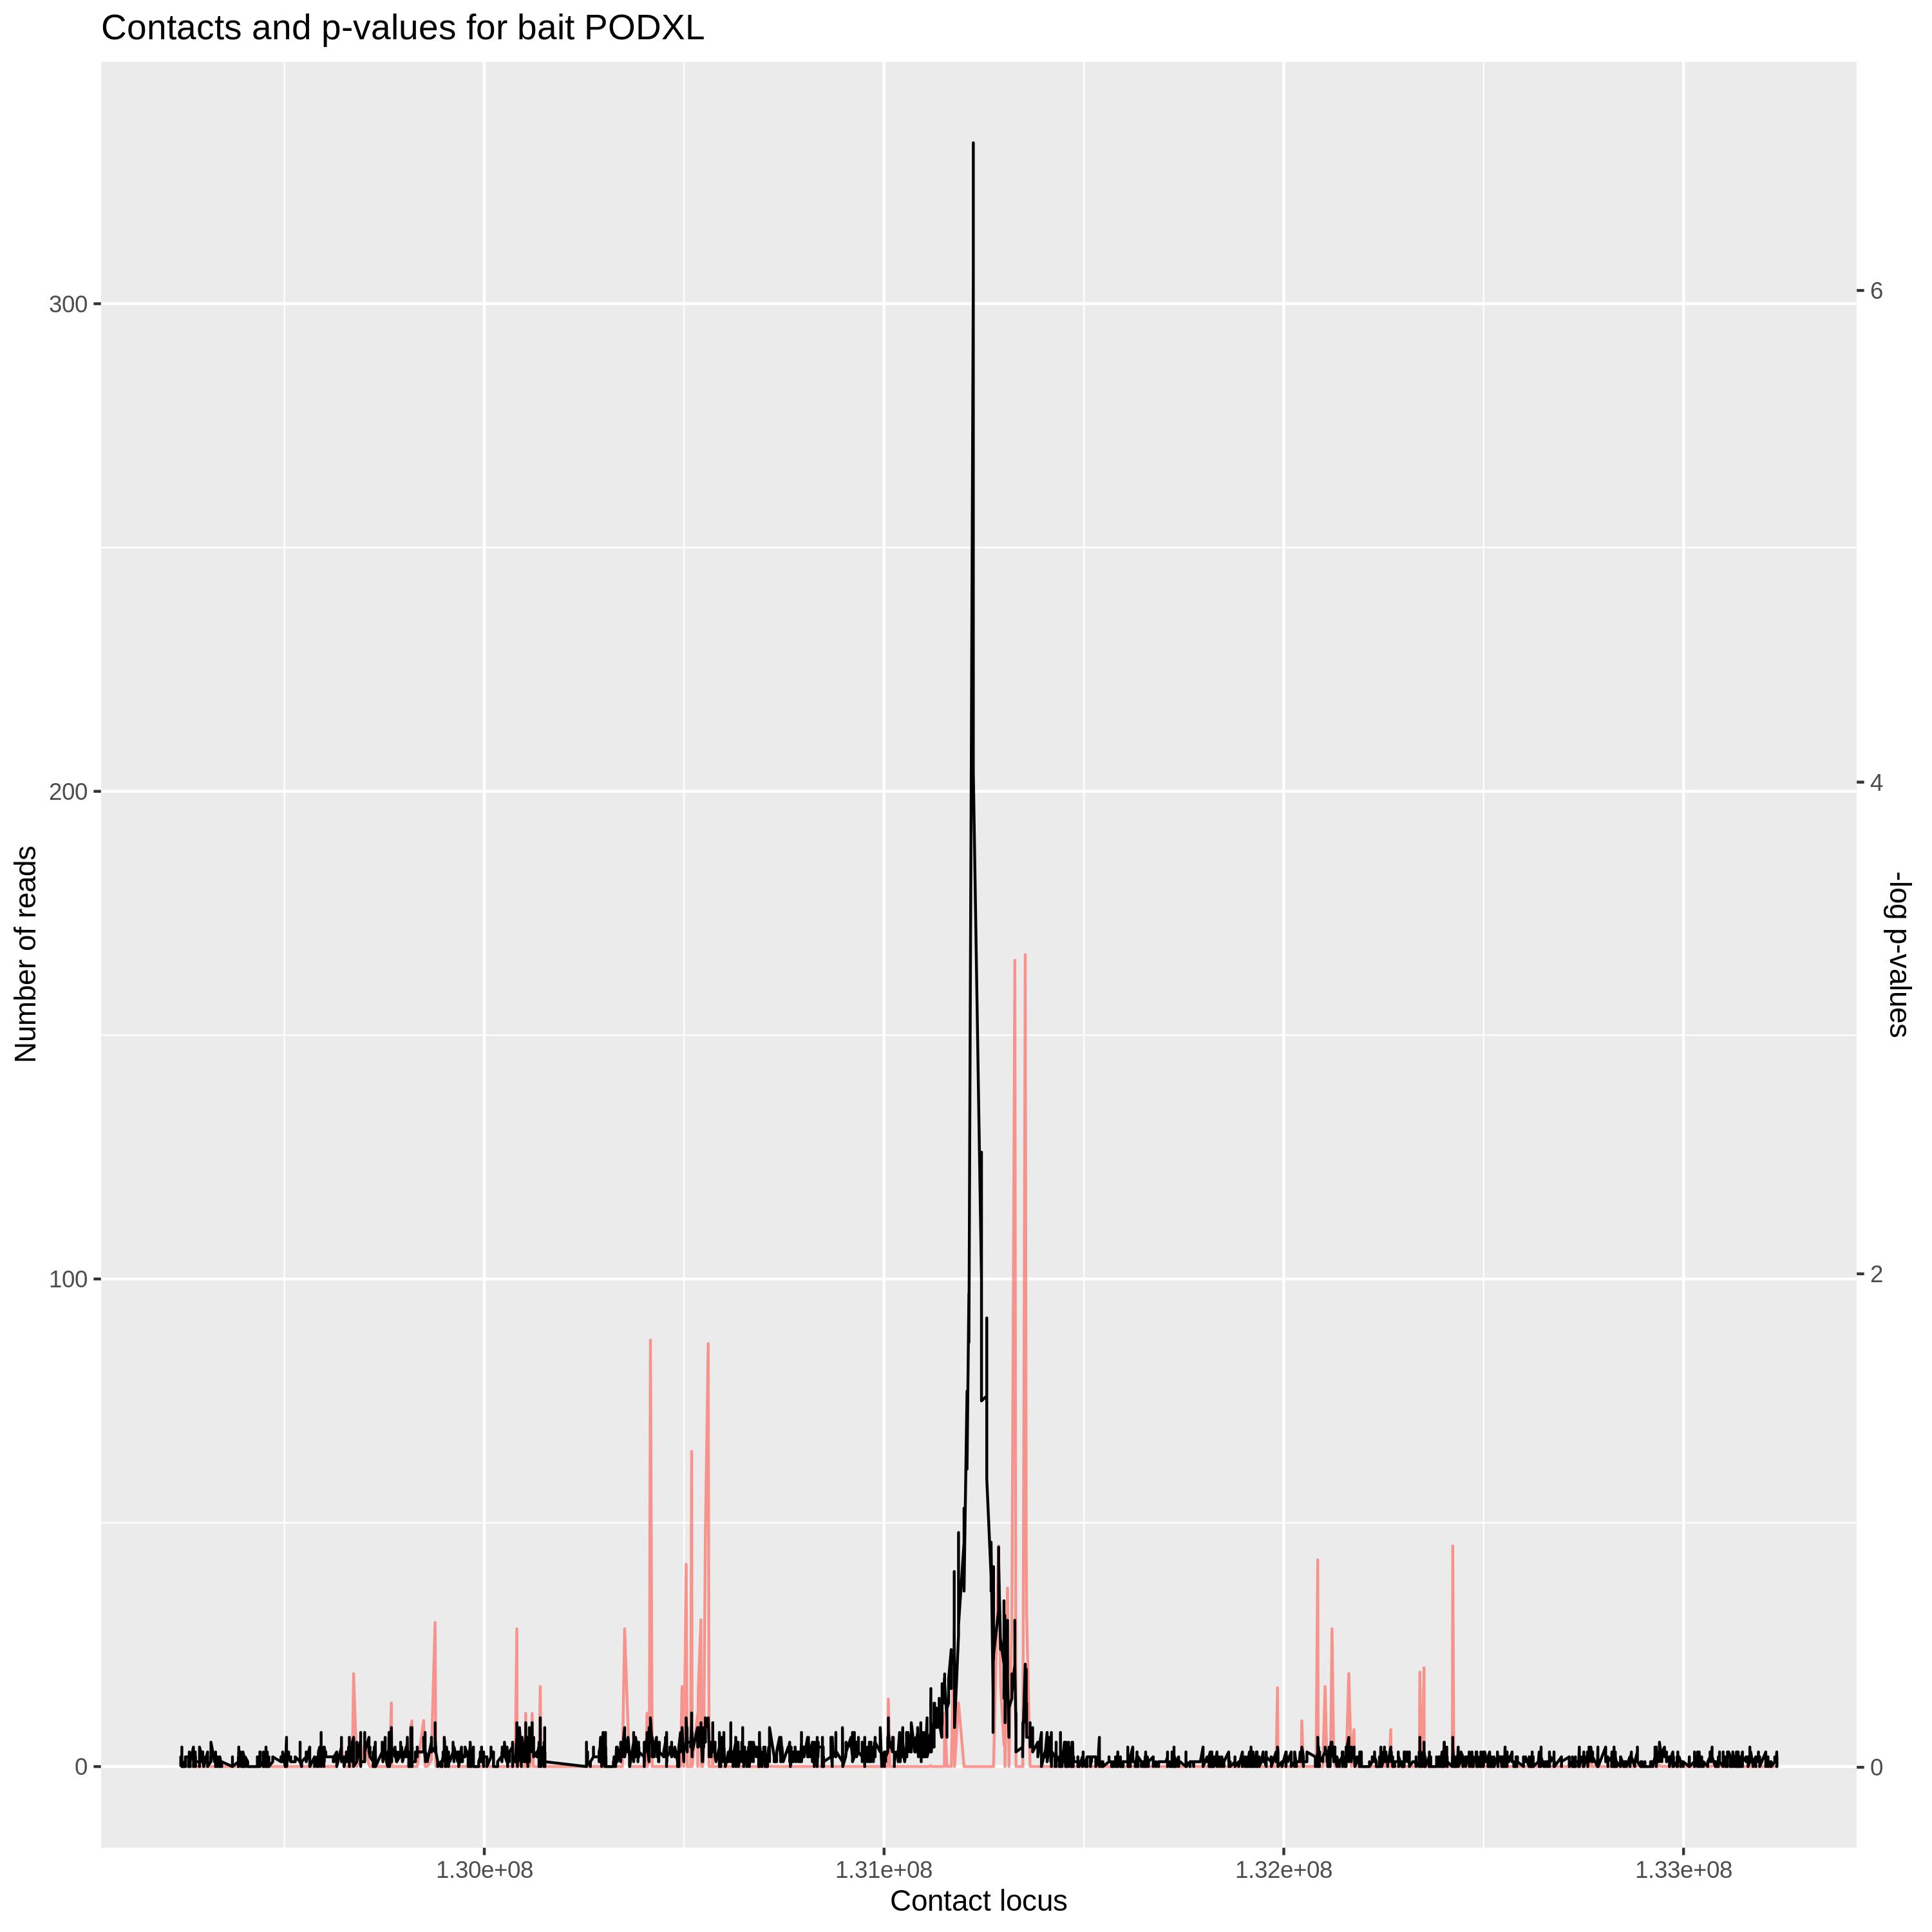 Contacts and p-values for bait PODXL
300
200
100
0
6
4
2
0
Number of reads
-log p-values
1.30e+08
1.31e+08
1.32e+08
1.33e+08
Contact locus